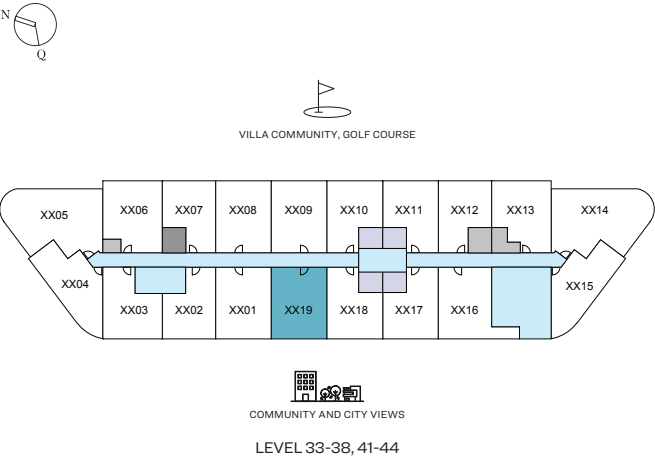 N
Q
VILLA COMMUNITY, GOLF COURSE
XX05
XX06
XX07
XX08
XX09
XX10
XX11
XX12
XX13
XX14
XX04
XX03
XX02
XX01
XX19
XX18
XX17
XX16
XX15
COMMUNITY AND CITY VIEWS
LEVEL 33-38, 41-44